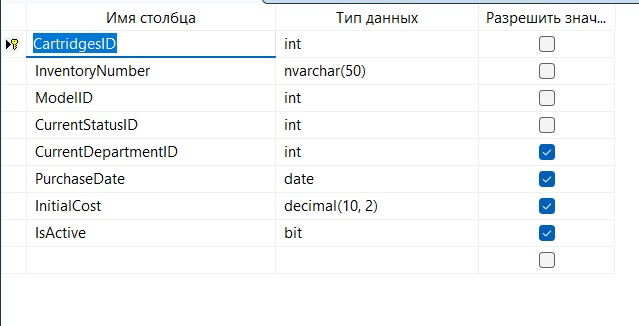 Имя столбца Тип данных Разрешить знач...
CartridgesID int
InventoryNumber nvarchar(50)
ModelID int
CurrentStatusID int
CurrentDepartmentID int
PurchaseDate date
InitialCost decimal(10, 2)
IsActive bit